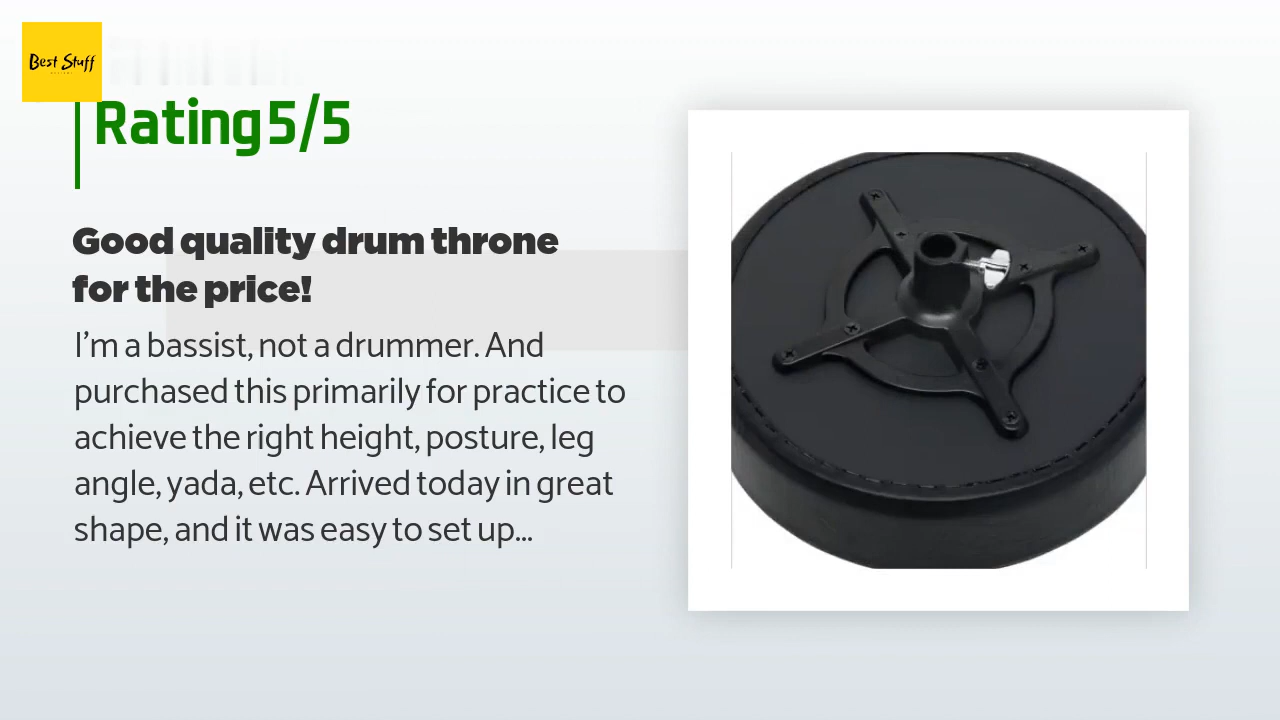 Best Stuff
Rating 5/5
Good quality drum throne
for the price!
I'm a bassist, not a drummer. And
purchased this primarily for practice to
achieve the right height, posture, leg
angle, yada, etc. Arrived today in great
shape, and it was easy to set up...